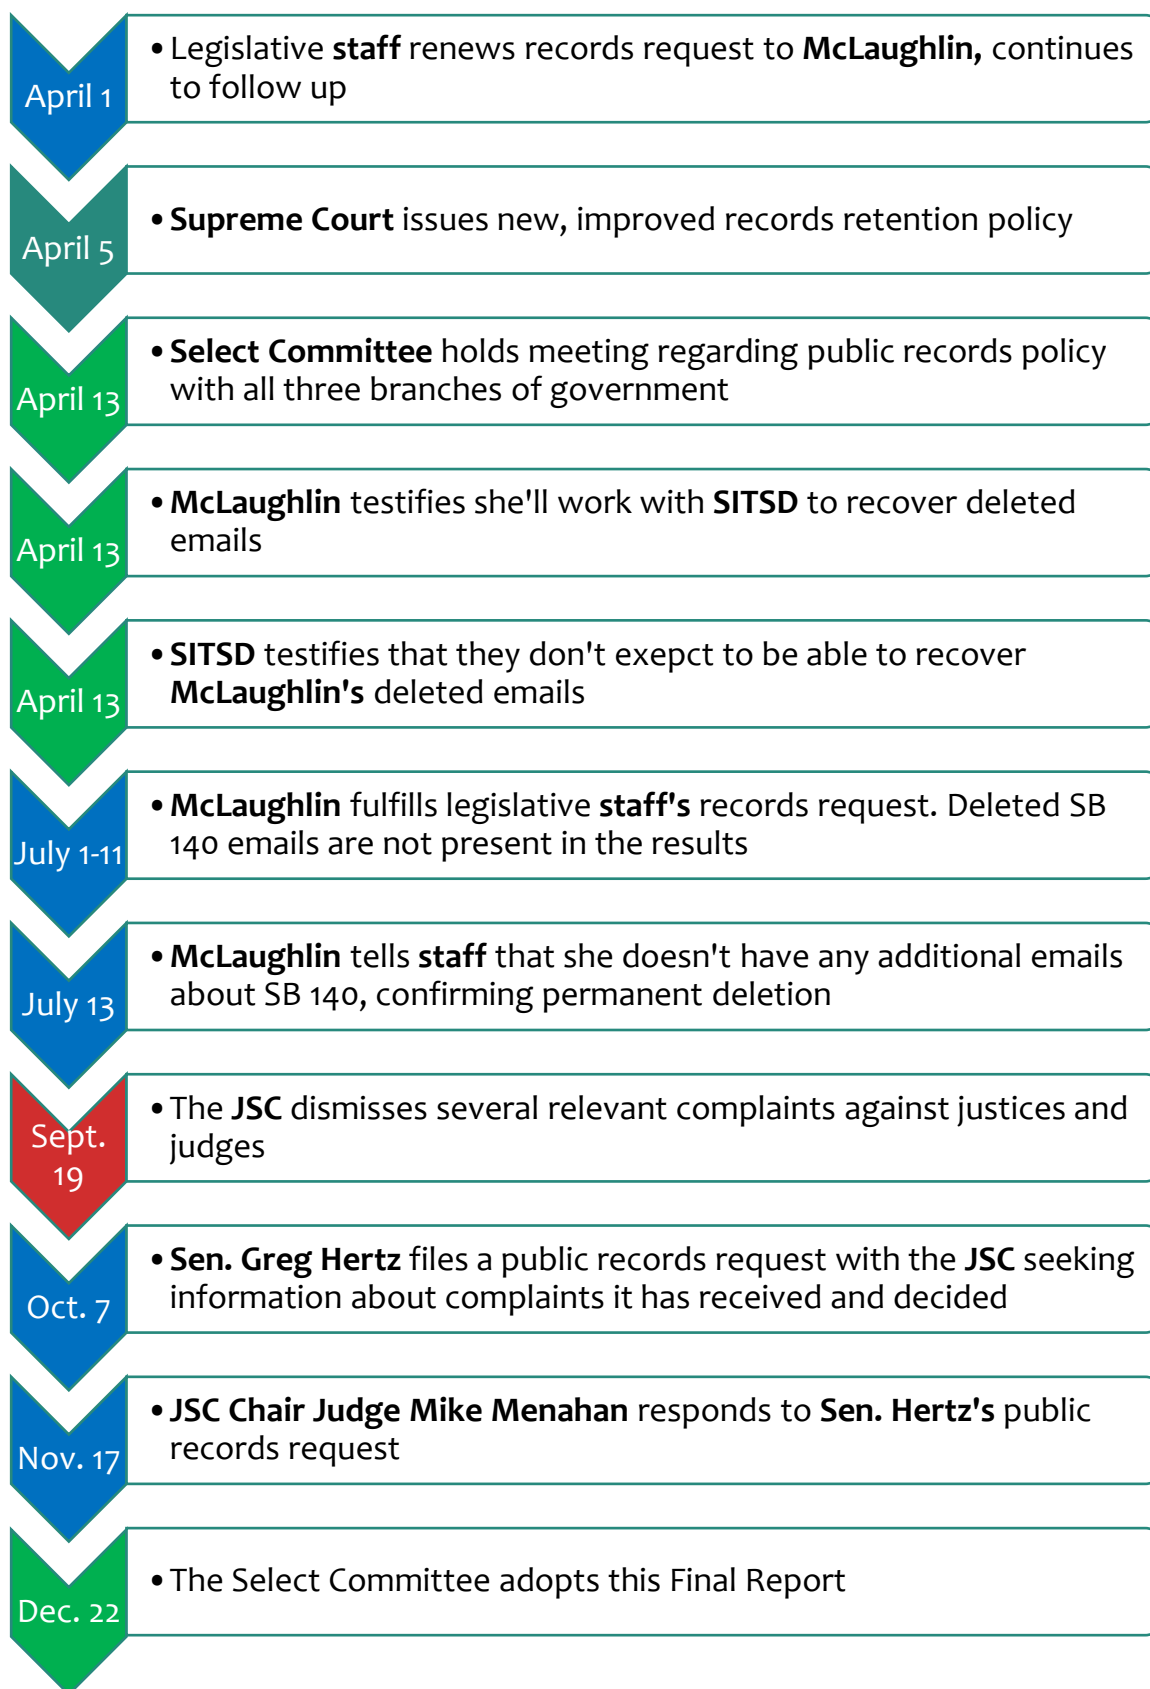 April 1
• Legislative staff renews records request to McLaughlin, continues
to follow up
April 5
• Supreme Court issues new, improved records retention policy
April 13
• Select Committee holds meeting regarding public records policy
with all three branches of government
April 13
• McLaughlin testifies she'll work with SITSD to recover deleted
emails
April 13
• SITSD testifies that they don't exepct to be able to recover
McLaughlin's deleted emails
July 1-11
• McLaughlin fulfills legislative staff's records request. Deleted SB
140 emails are not present in the results
July 13
• McLaughlin tells staff that she doesn't have any additional emails
about SB 140, confirming permanent deletion
Sept.
19
• The JSC dismisses several relevant complaints against justices and
judges
Oct. 7
• Sen. Greg Hertz files a public records request with the JSC seeking
information about complaints it has received and decided
Nov. 17
• JSC Chair Judge Mike Menahan responds to Sen. Hertz's public
records request
Dec. 22
• The Select Committee adopts this Final Report